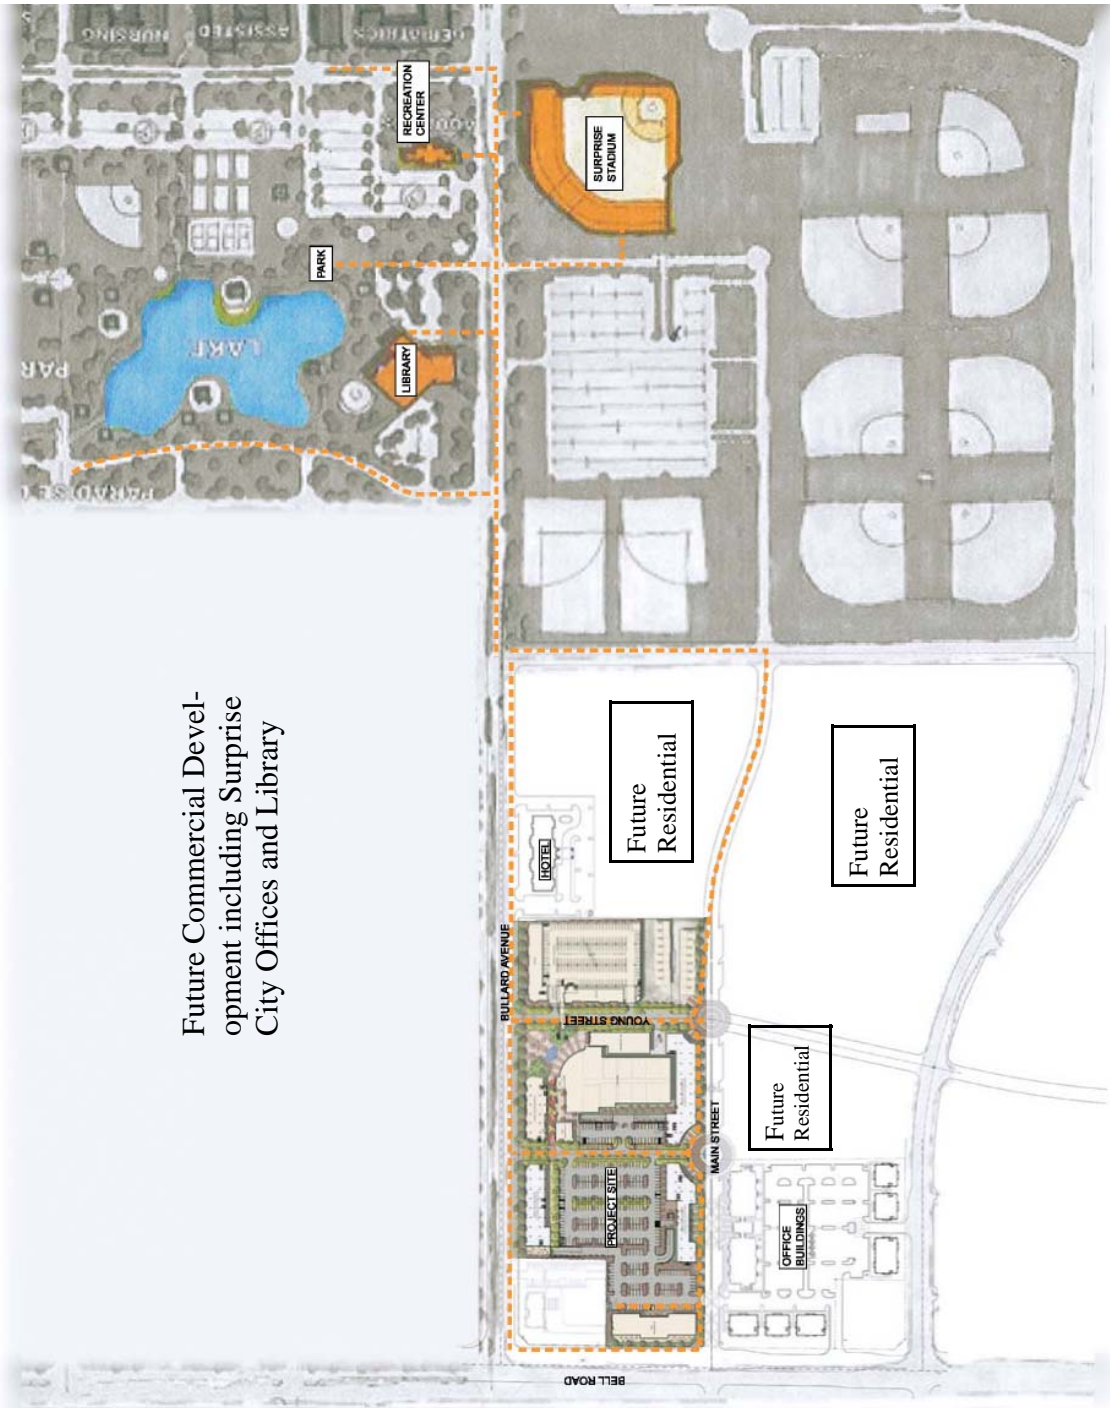 NURSING
ASSISTED
GERIATRICS
RECREATION
CENTER
SURPRISE
STADIUM
PARK
LAKE
LIBRARY
PAR
PARADISE
Future Commercial Devel-
opment including Surprise
City Offices and Library
BULLARD AVENUE
HOTEL
Future
Residential
Future
Residential
YOUNG STREET
Future
Residential
MAIN STREET
PROJECT SITE
OFFICE
BUILDINGS
BELL ROAD